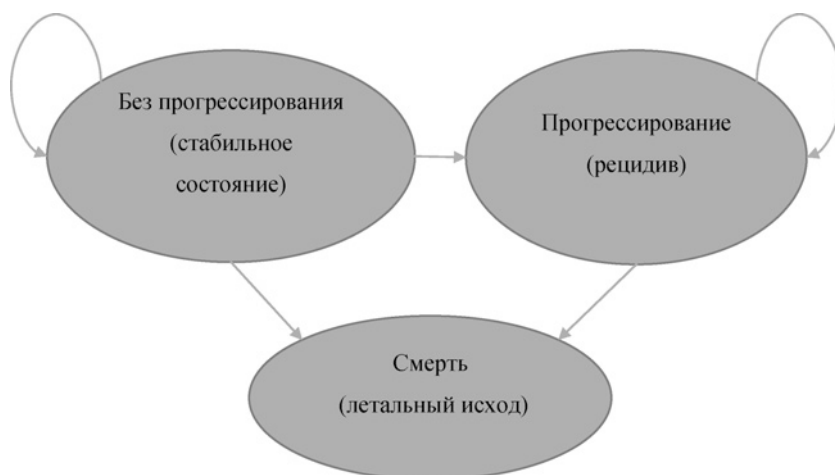 Без прогрессирования
(стабильное
состояние)
Прогрессирование
(рецидив)
Смерть
(летальный исход)